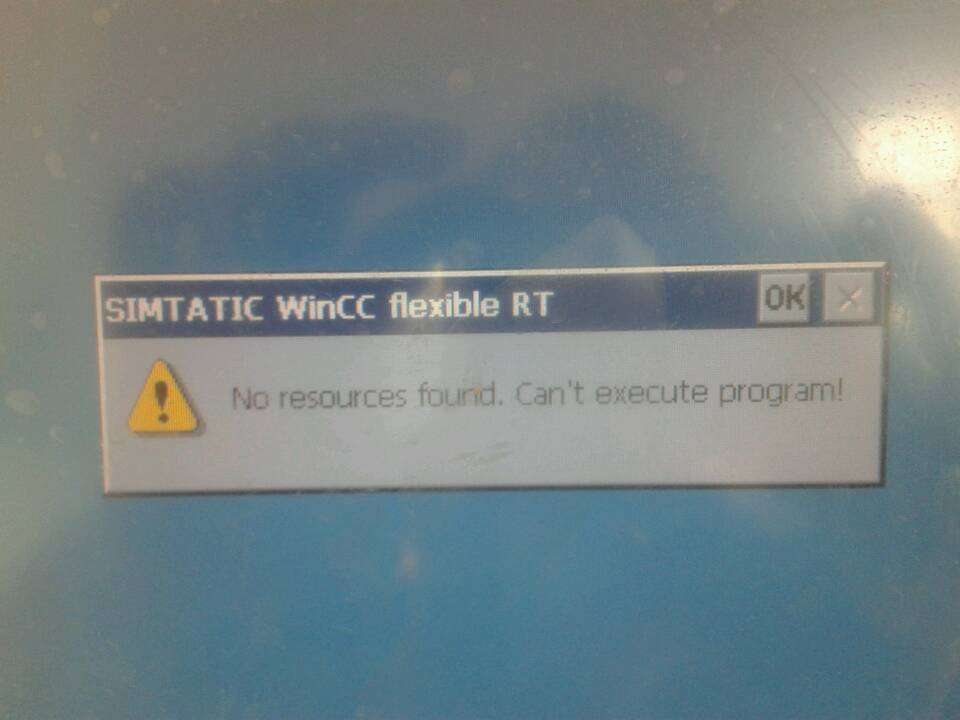 SIMTATIC WinCC flexible RT OK
No resources found. Can't execute program!